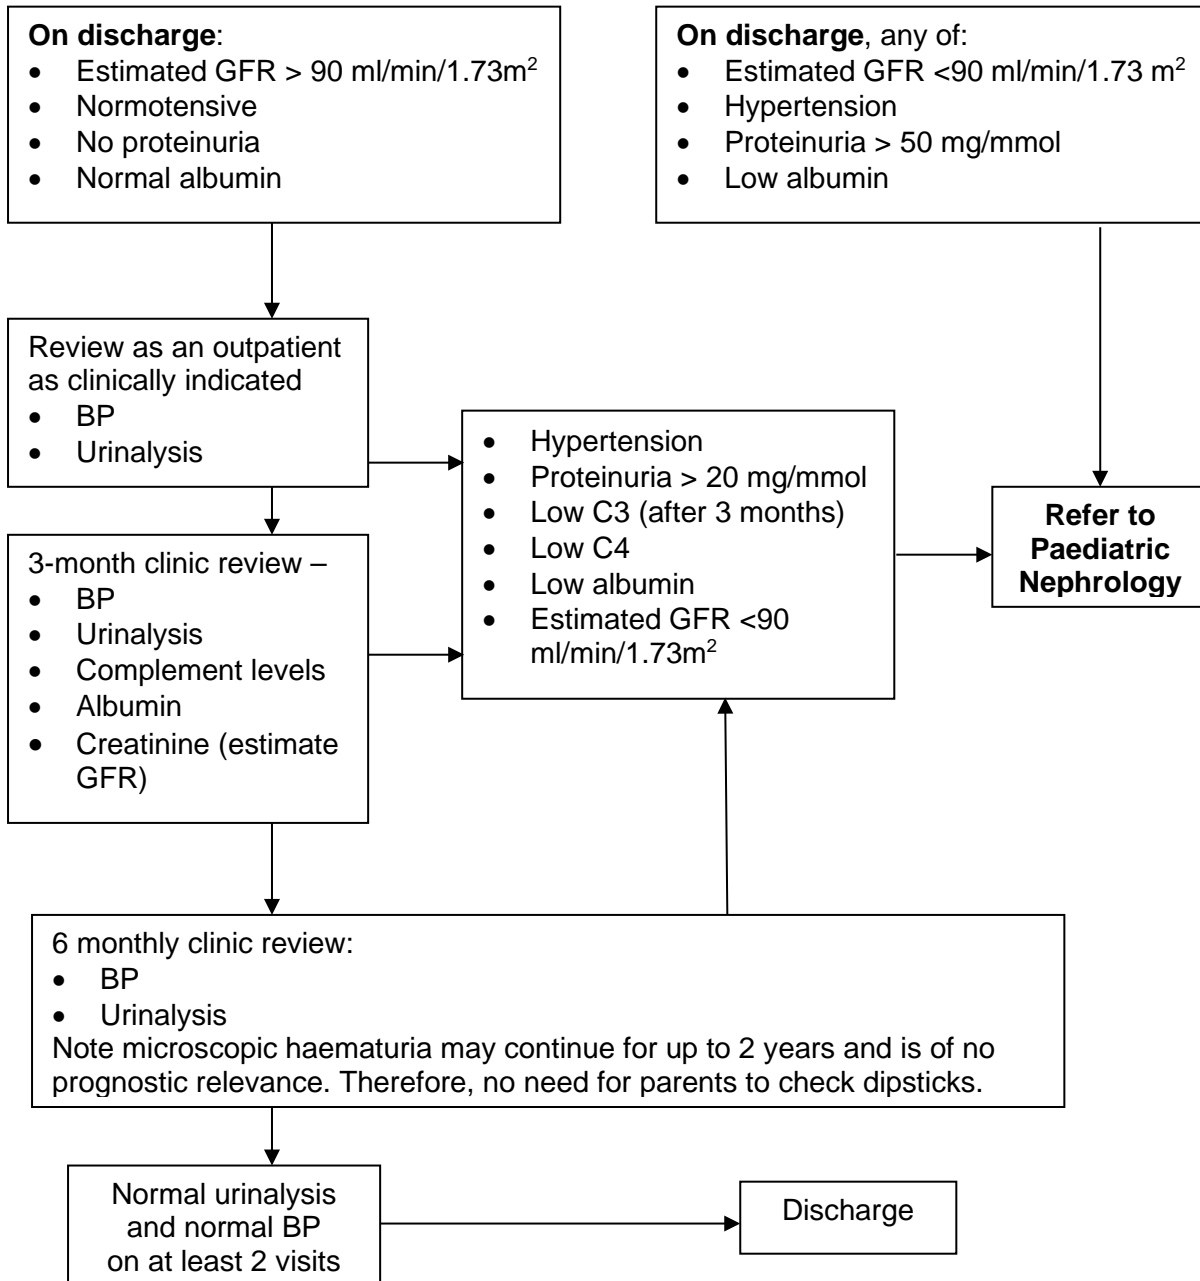 On discharge:
• Estimated GFR > 90 ml/min/1.73m²
• Normotensive
• No proteinuria
• Normal albumin
On discharge, any of:
• Estimated GFR <90 ml/min/1.73 m²
• Hypertension
• Proteinuria > 50 mg/mmol
• Low albumin
Review as an outpatient
as clinically indicated
• BP
• Urinalysis
• Hypertension
• Proteinuria > 20 mg/mmol
• Low C3 (after 3 months)
• Low C4
• Low albumin
• Estimated GFR <90
ml/min/1.73m²
Refer to
Paediatric
Nephrology
3-month clinic review –
• BP
• Urinalysis
• Complement levels
• Albumin
• Creatinine (estimate
GFR)
6 monthly clinic review:
• BP
• Urinalysis
Note microscopic haematuria may continue for up to 2 years and is of no
prognostic relevance. Therefore, no need for parents to check dipsticks.
Normal urinalysis
and normal BP
on at least 2 visits
Discharge